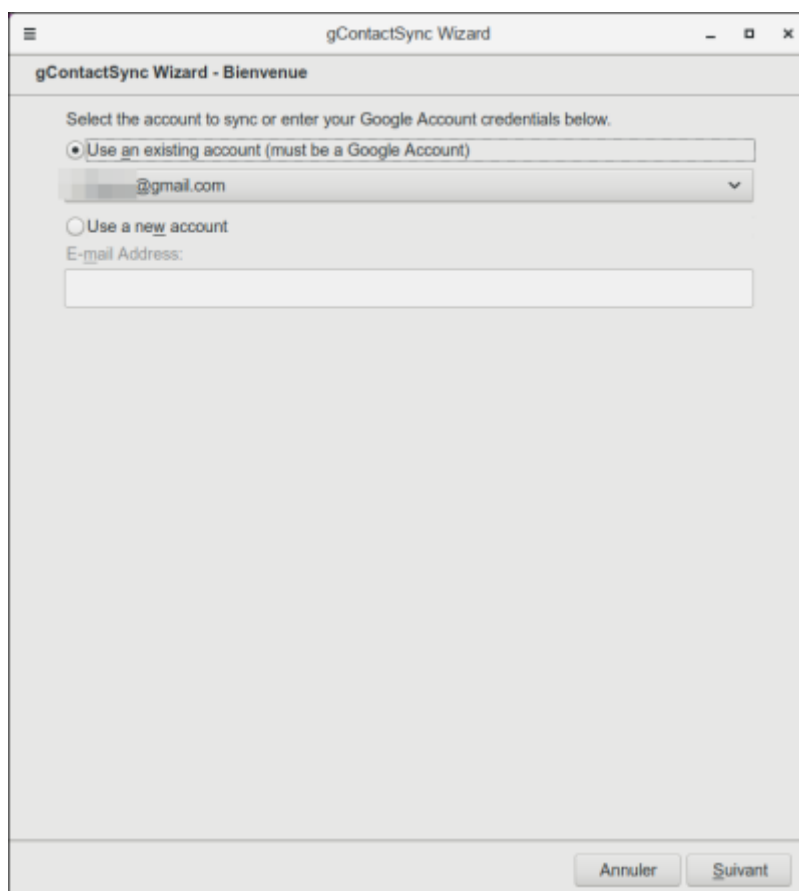 gContactSync Wizard
gContactSync Wizard - Bienvenue
Select the account to sync or enter your Google Account credentials below.
Use an existing account (must be a Google Account)
@gmail.com
Use a new account
E-mail Address:
Annuler
Suivant